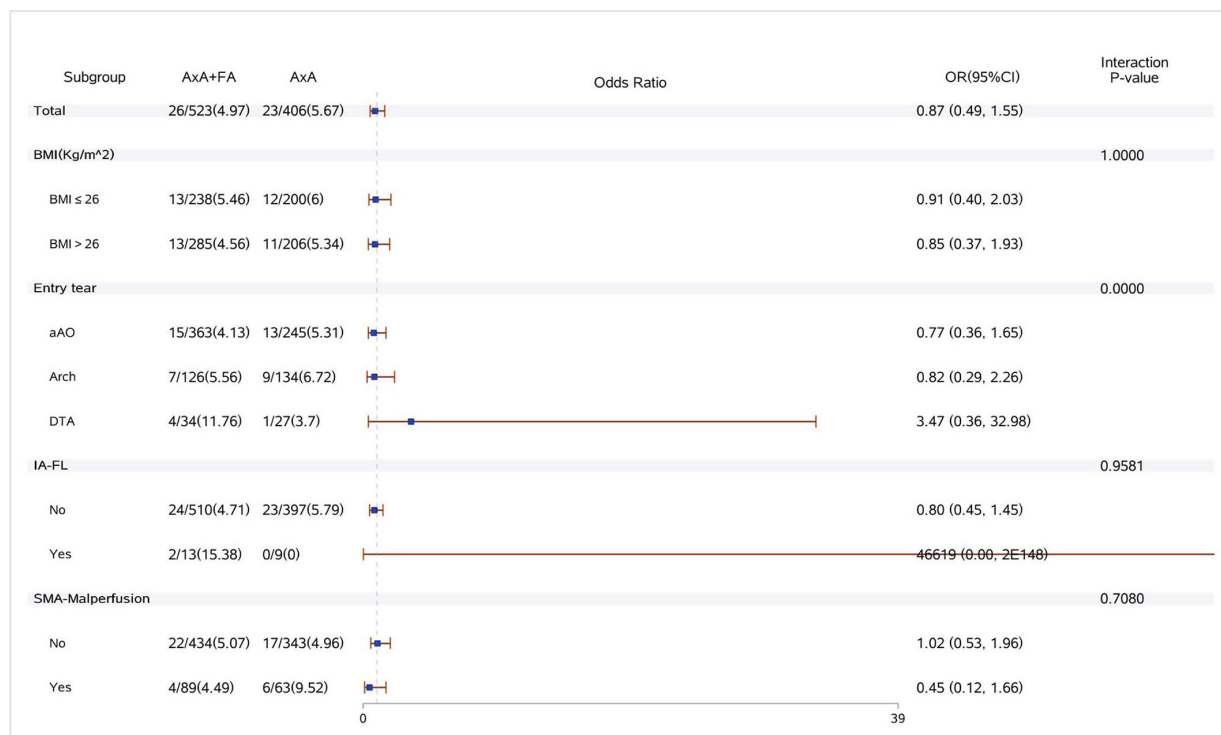 Subgroup AxA+FA AxA Odds Ratio OR(95%CI) Interaction P-value
Total 26/523(4.97) 23/406(5.67) 0.87 (0.49, 1.55)
BMI(Kg/m^2) 1.0000
BMI ≤ 26 13/238(5.46) 12/200(6) 0.91 (0.40, 2.03)
BMI > 26 13/285(4.56) 11/206(5.34) 0.85 (0.37, 1.93)
Entry tear 0.0000
aAO 15/363(4.13) 13/245(5.31) 0.77 (0.36, 1.65)
Arch 7/126(5.56) 9/134(6.72) 0.82 (0.29, 2.26)
DTA 4/34(11.76) 1/27(3.7) 3.47 (0.36, 32.98)
IA-FL 0.9581
No 24/510(4.71) 23/397(5.79) 0.80 (0.45, 1.45)
Yes 2/13(15.38) 0/9(0) 46619 (0.00, 2E148)
SMA-Malperfusion 0.7080
No 22/434(5.07) 17/343(4.96) 1.02 (0.53, 1.96)
Yes 4/89(4.49) 6/63(9.52) 0.45 (0.12, 1.66)
0 39